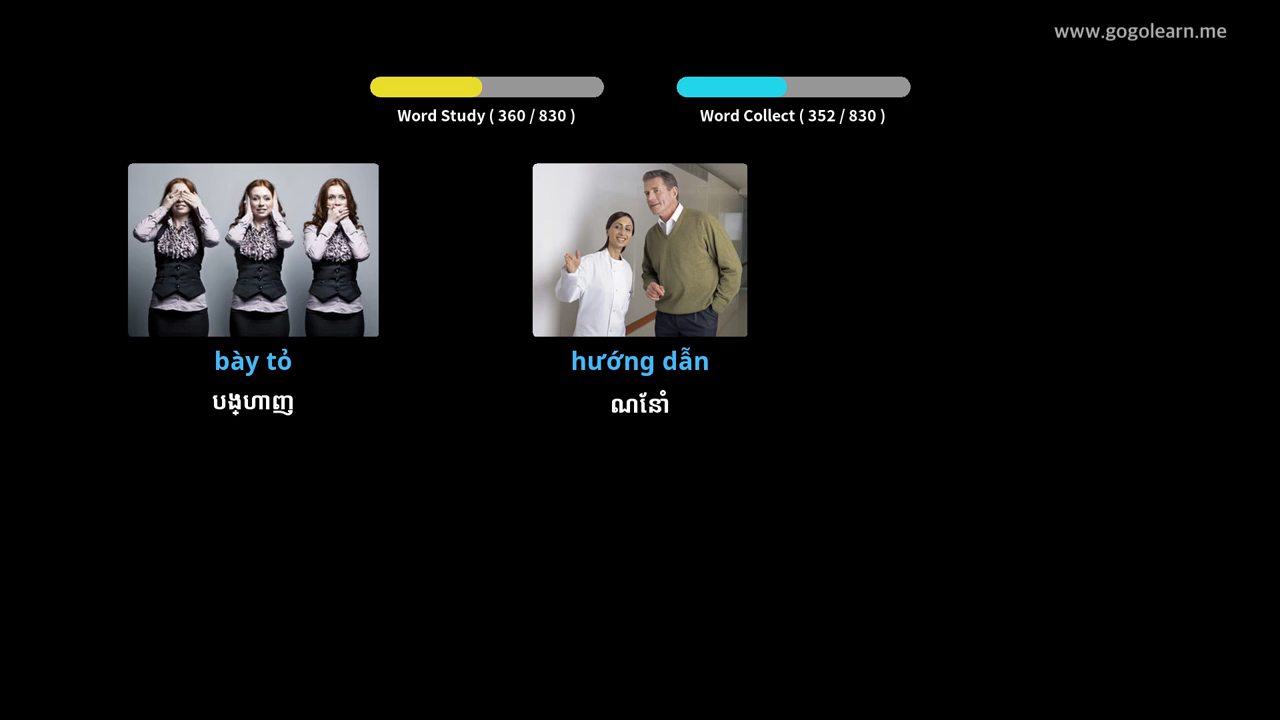 www.gogolearn.me
Word Study ( 360 / 830 )
Word Collect ( 352 / 830 )
bày tỏ
បង្ហាញ
hướng dẫn
ណែនាំ